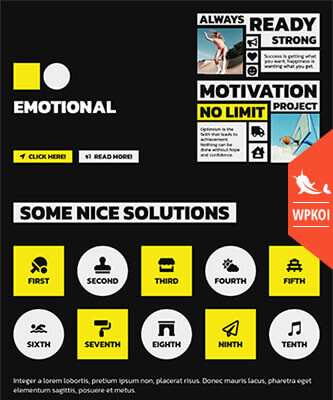 ALWAYS
READY
STRONG
Success is getting what
you want, happiness is
wanting what you get.
EMOTIONAL
MOTIVATION
NO LIMIT
PROJECT
Optimism is the
faith that leads to
achievement.
Nothing can be
done without hope
and confidence
CLICK HERE!
READ MORE!
WPKOI
SOME NICE SOLUTIONS
FIRST
SECOND
THIRD
FOURTH
FIFTH
SIXTH
SEVENTH
EIGHTH
NINTH
TENTH
Integer a lorem lobortis, pretium ipsum non, placerat risus. Donec mauris lacus, pharetra eget
elementum sagittis, posuere et metus.